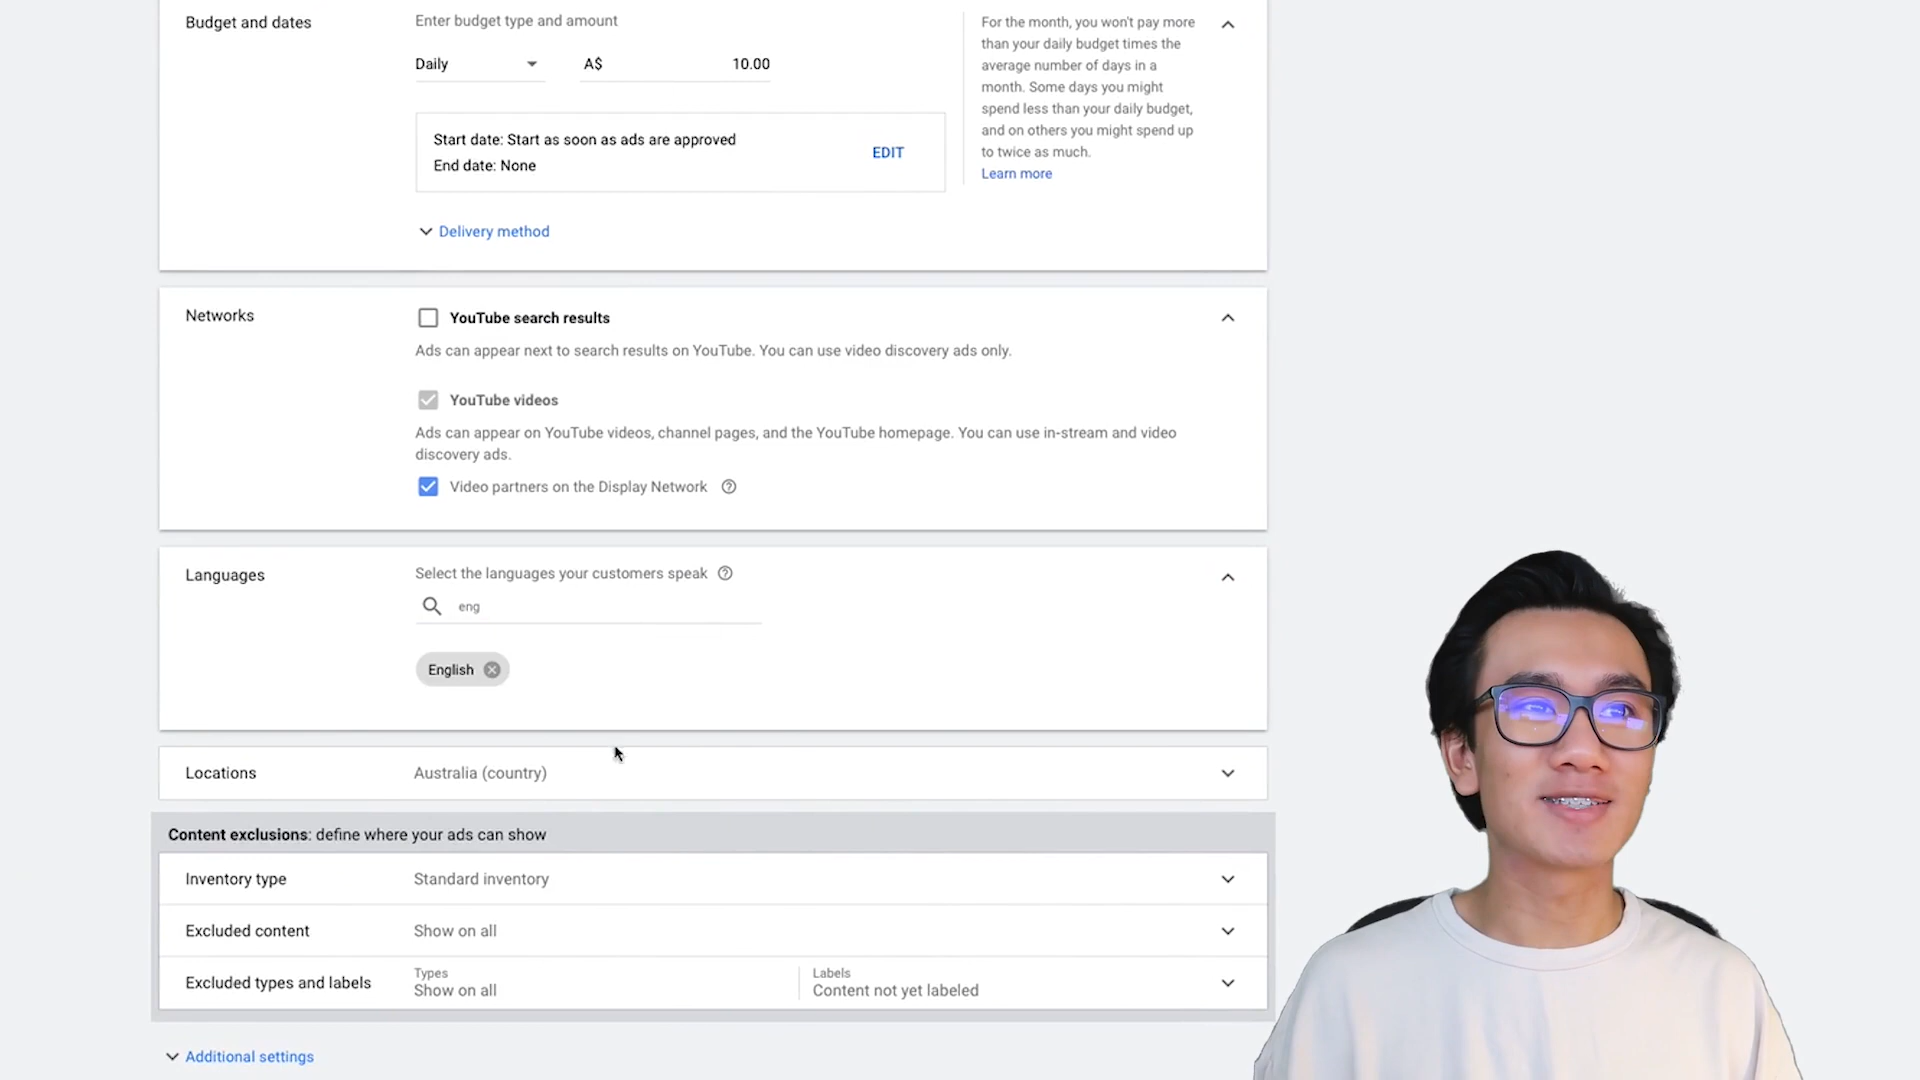 Budget and dates
Enter budget type and amount
Daily
A$
10.00
Start date: Start as soon as ads are approved
End date: None
EDIT
For the month, you won't pay more
than your daily budget times the
average number of days in a
month. Some days you might
spend less than your daily budget,
and on others you might spend up
to twice as much.
Learn more
Delivery method
Networks
YouTube search results
Ads can appear next to search results on YouTube. You can use video discovery ads only.
YouTube videos
Ads can appear on YouTube videos, channel pages, and the YouTube homepage. You can use in-stream and video
discovery ads.
Video partners on the Display Network
Languages
Select the languages your customers speak
eng
English
Locations
Australia (country)
Content exclusions: define where your ads can show
Inventory type
Standard inventory
Excluded content
Show on all
Excluded types and labels
Types
Show on all
Labels
Content not yet labeled
Additional settings